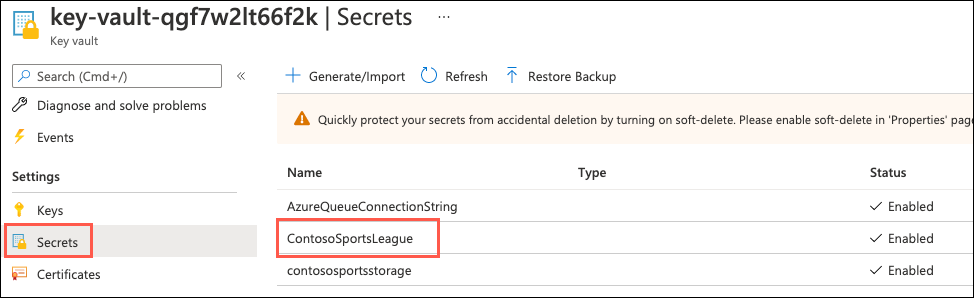 key-vault-qgf7w2lt66f2k | Secrets ...
Key vault
Search (Cmd+/) «
Diagnose and solve problems
Events
Settings
Keys
Secrets
Certificates
Generate/Import Refresh Restore Backup
Quickly protect your secrets from accidental deletion by turning on soft-delete. Please enable soft-delete in 'Properties' page
Name Type Status
AzureQueueConnectionString Enabled
ContosoSportsLeague Enabled
contososportsstorage Enabled